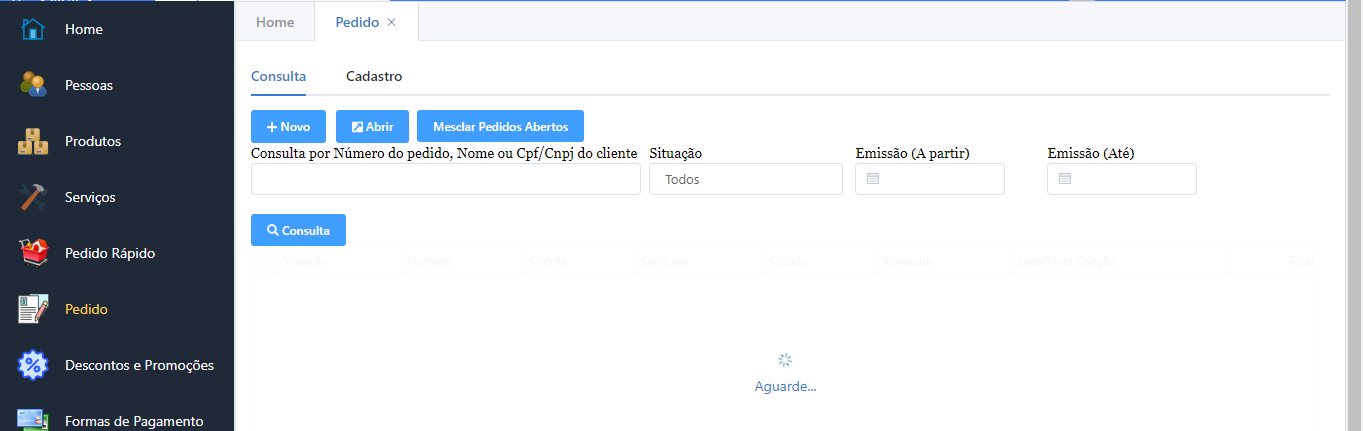 Home
Pessoas
Produtos
Serviços
Pedido Rápido
Pedido
Descontos e Promoções
Formas de Pagamento
Home Pedido
Consulta Cadastro
Novo Abrir Mesclar Pedidos Abertos
Consulta por Número do pedido, Nome ou Cpf/Cnpj do cliente Situação Emissão (A partir) Emissão (Até)
Todos
Consulta
Situação Número Cliente Cpf/Cnpj Cidade Vendedor Data/Hora Criação Total
Aguarde...